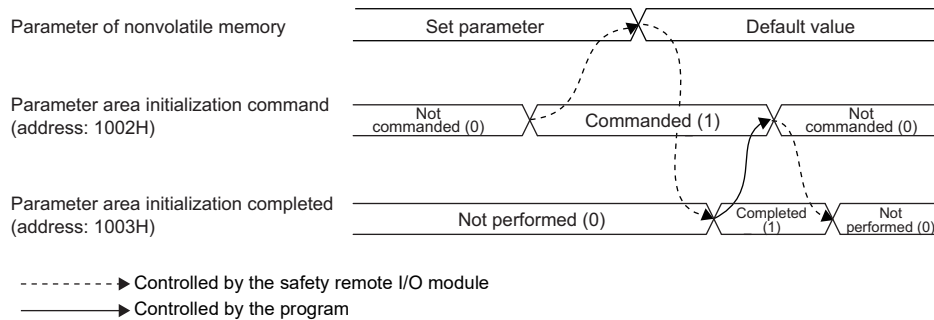 Parameter of nonvolatile memory
Set parameter
Default value
Parameter area initialization command
(address: 1002H)
Not
commanded (0)
Commanded (1)
Not
commanded (0)
Parameter area initialization completed
(address: 1003H)
Not performed (0)
Completed
(1)
Not
performed (0)
Controlled by the safety remote I/O module
Controlled by the program